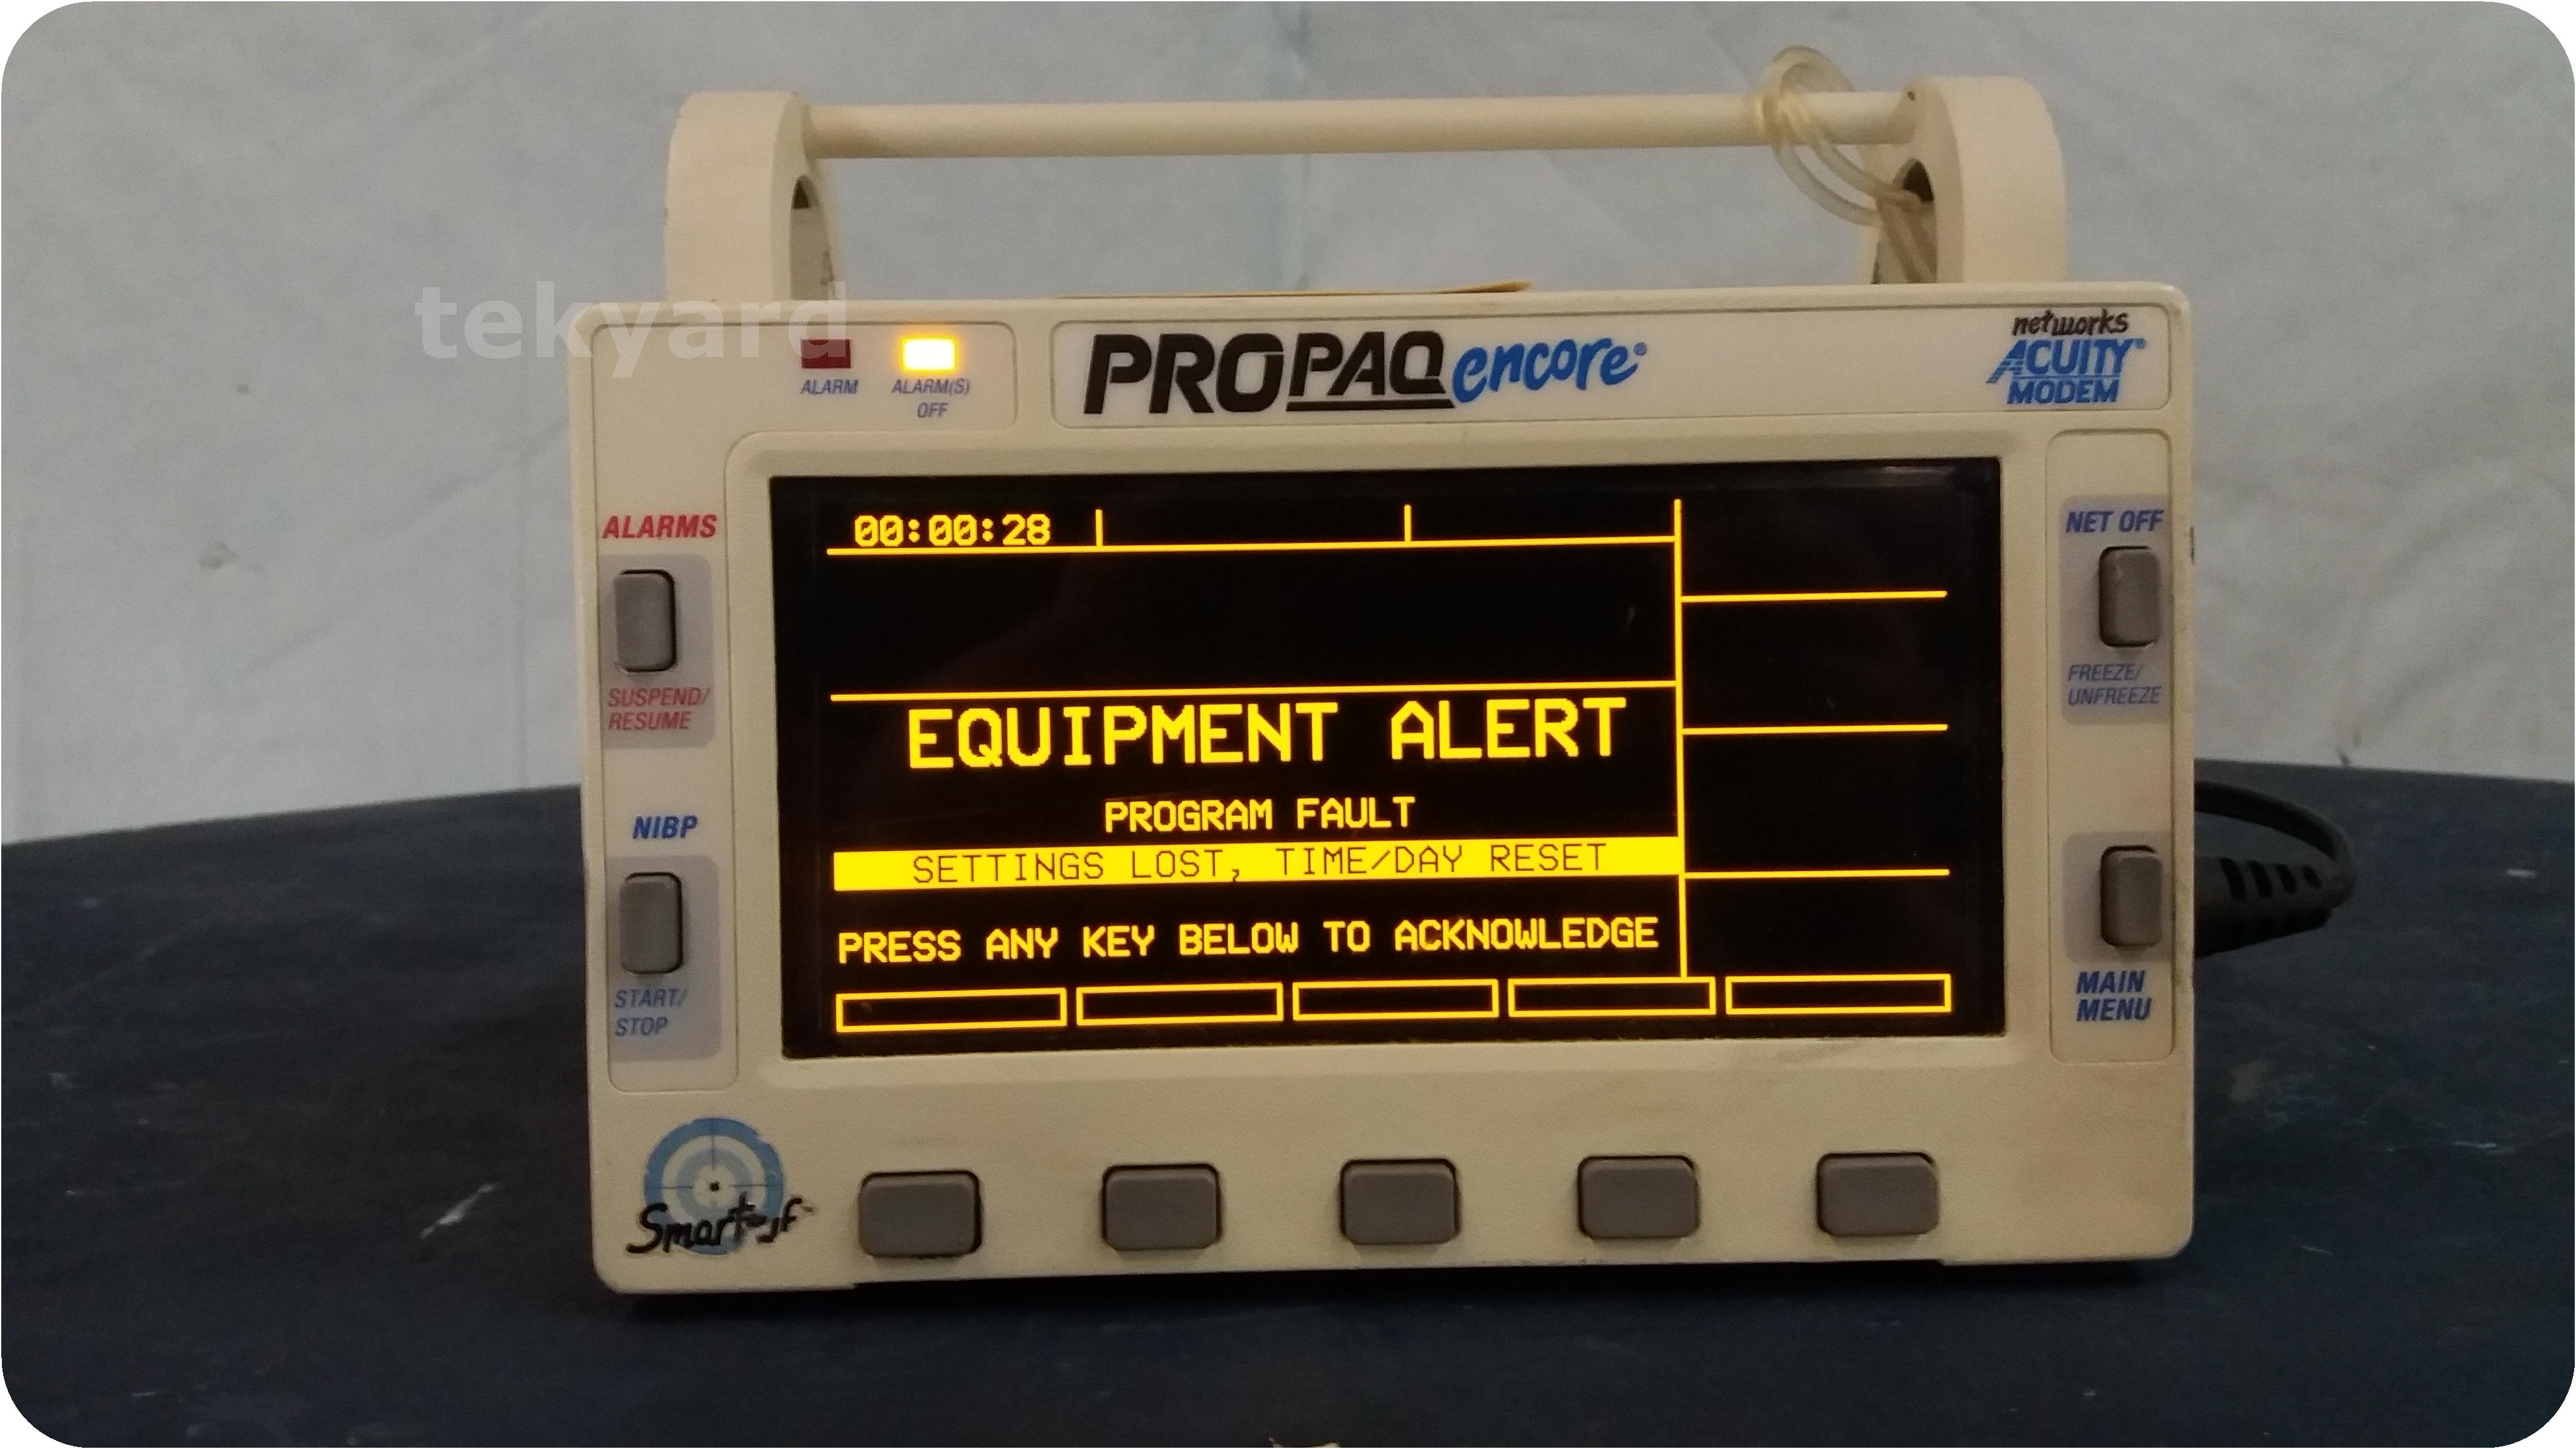 tekyard
ALARM
ALARM(S)
OFF
PROPAQ encore®
networks
ACUITY®
MODEM
ALARMS
SUSPEND/
RESUME
NIBP
START/
STOP
00:00:28
EQUIPMENT ALERT
PROGRAM FAULT
SETTINGS LOST, TIME/DAY RESET
PRESS ANY KEY BELOW TO ACKNOWLEDGE
NET OFF
FREEZE/
UNFREEZE
MAIN
MENU